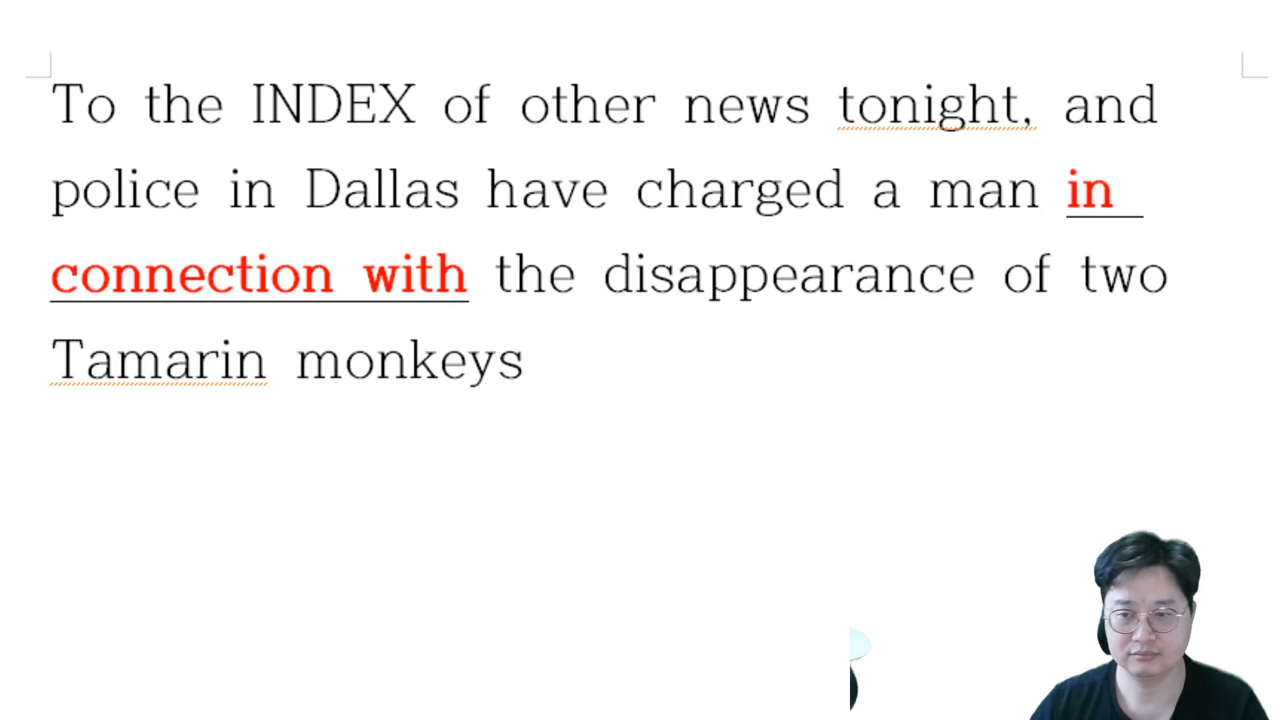 To the INDEX of other news tonight, and
police in Dallas have charged a man in
connection with the disappearance of two
Tamarin monkeys